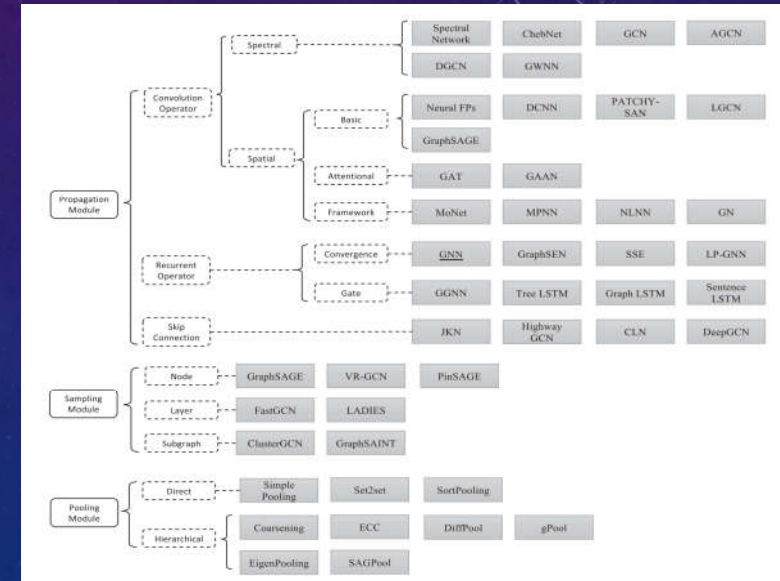 Spectral
Spectral
Network
ChebNet
GCN
AGCN
DGCN
GWNN
Convolution
Operator
Basic
Neural FPs
DCNN
PATCHY-
SAN
LGCN
GraphSAGE
Spatial
Attentional
GAT
GAAN
Propagation
Module
Framework
MoNet
MPNN
NLNN
GN
Recurrent
Operator
Convergence
GNN
GraphSEN
SSE
LP-GNN
Gate
GGNN
Tree LSTM
Graph LSTM
Sentence
LSTM
Skip
Connection
JKN
Highway
GCN
CLN
DeepGCN
Sampling
Module
Node
GraphSAGE
VR-GCN
PinSAGE
Layer
FastGCN
LADIES
Subgraph
ClusterGCN
GraphSAINT
Pooling
Module
Direct
Simple
Pooling
Set2set
SortPooling
Hierarchical
Coarsening
ECC
DiffPool
gPool
EigenPooling
SAGPool